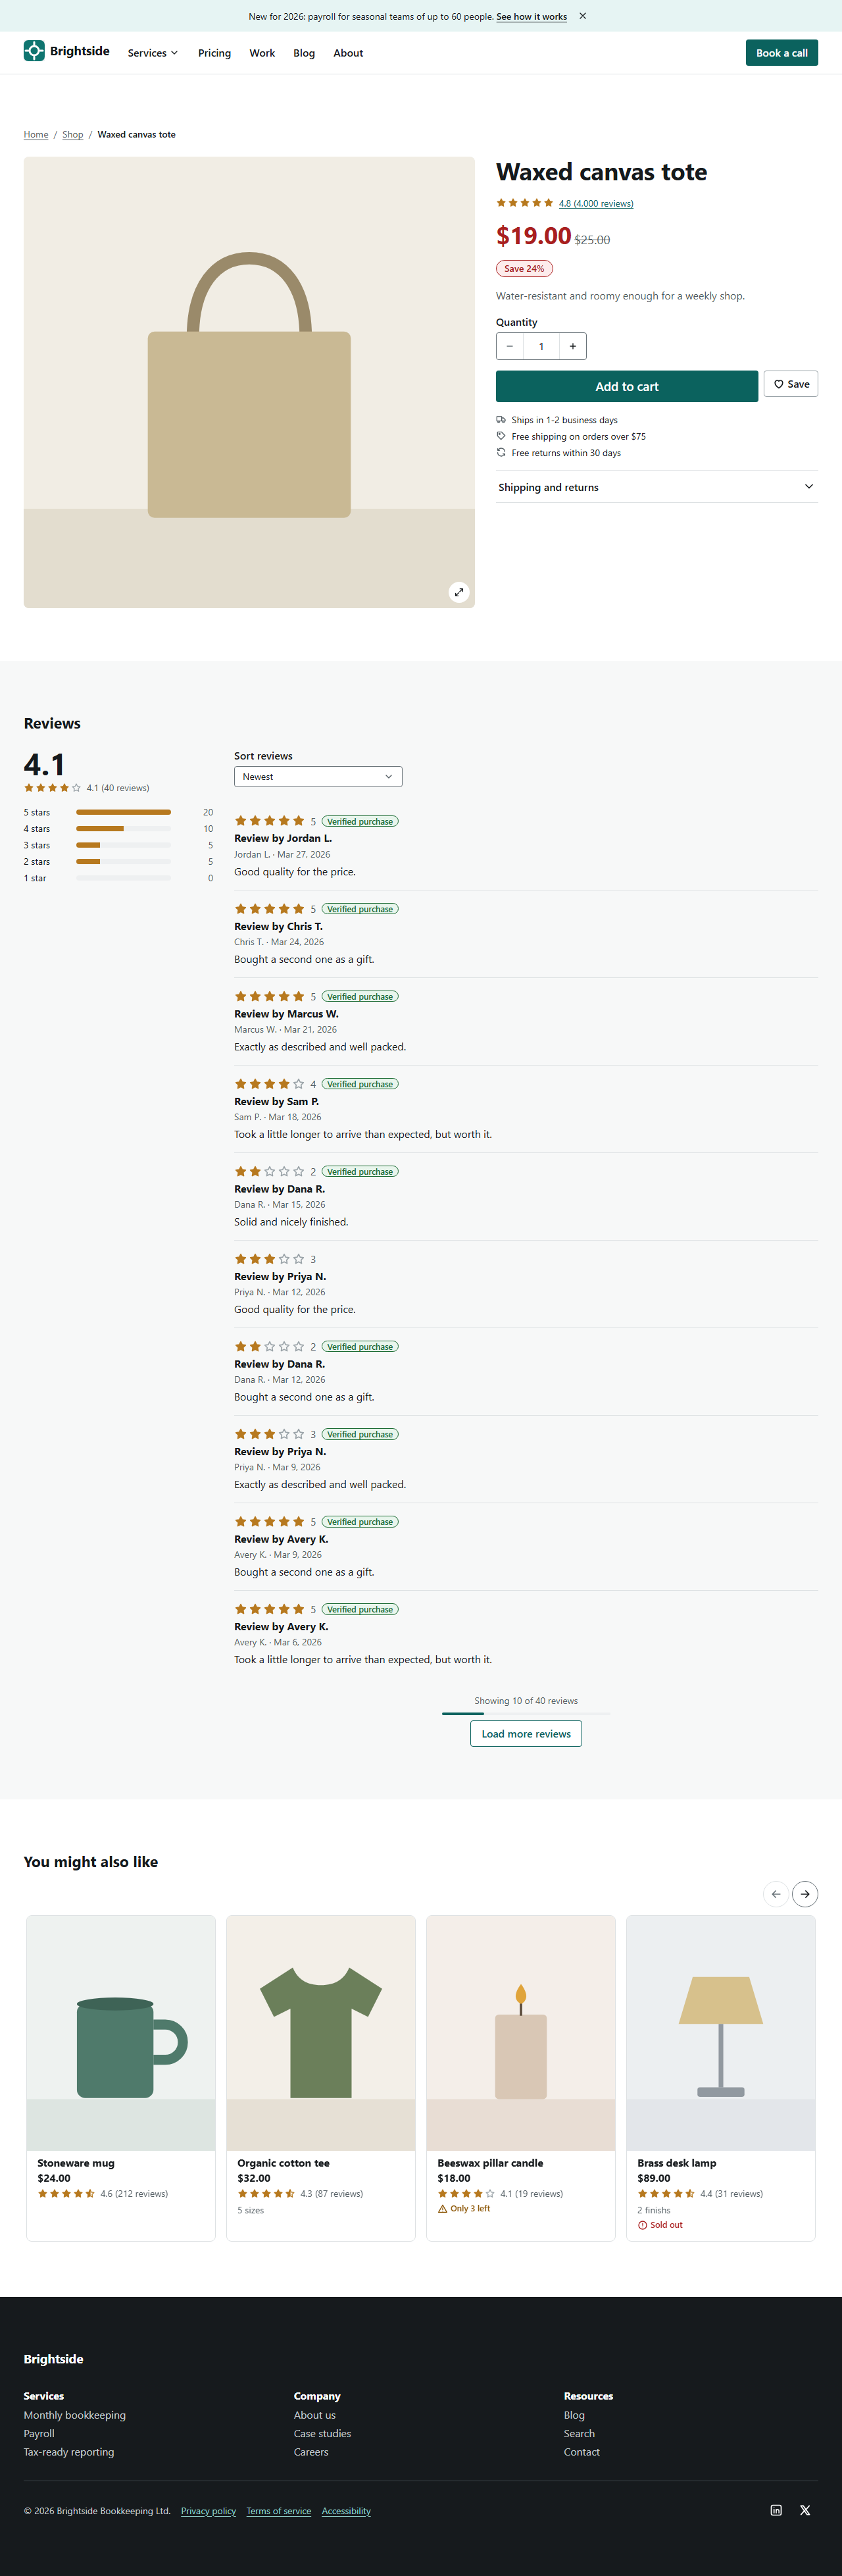 New for 2026: payroll for seasonal teams of up to 60 people. See how it works
Brightside
Services
Pricing
Work
Blog
About
Book a call
Home / Shop / Waxed canvas tote
Waxed canvas tote
4.8 (4,000 reviews)
$19.00 $25.00
Save 24%
Water-resistant and roomy enough for a weekly shop.
Quantity
1
Add to cart
Save
Ships in 1-2 business days
Free shipping on orders over $75
Free returns within 30 days
Shipping and returns
Reviews
4.1
4.1 (40 reviews)
5 stars 20
4 stars 10
3 stars 5
2 stars 5
1 star 0
Sort reviews
Newest
5 Verified purchase
Review by Jordan L.
Jordan L. · Mar 27, 2026
Good quality for the price.
5 Verified purchase
Review by Chris T.
Chris T. · Mar 24, 2026
Bought a second one as a gift.
5 Verified purchase
Review by Marcus W.
Marcus W. · Mar 21, 2026
Exactly as described and well packed.
4 Verified purchase
Review by Sam P.
Sam P. · Mar 18, 2026
Took a little longer to arrive than expected, but worth it.
2 Verified purchase
Review by Dana R.
Dana R. · Mar 15, 2026
Solid and nicely finished.
3
Review by Priya N.
Priya N. · Mar 12, 2026
Good quality for the price.
2 Verified purchase
Review by Dana R.
Dana R. · Mar 12, 2026
Bought a second one as a gift.
3 Verified purchase
Review by Priya N.
Priya N. · Mar 9, 2026
Exactly as described and well packed.
5 Verified purchase
Review by Avery K.
Avery K. · Mar 9, 2026
Bought a second one as a gift.
5 Verified purchase
Review by Avery K.
Avery K. · Mar 6, 2026
Took a little longer to arrive than expected, but worth it.
Showing 10 of 40 reviews
Load more reviews
You might also like
Stoneware mug
$24.00
4.6 (212 reviews)
Organic cotton tee
$32.00
4.3 (87 reviews)
5 sizes
Beeswax pillar candle
$18.00
4.1 (19 reviews)
Only 3 left
Brass desk lamp
$89.00
4.4 (31 reviews)
2 finishs
Sold out
Brightside
Services
Monthly bookkeeping
Payroll
Tax-ready reporting
Company
About us
Case studies
Careers
Resources
Blog
Search
Contact
© 2026 Brightside Bookkeeping Ltd. Privacy policy Terms of service Accessibility